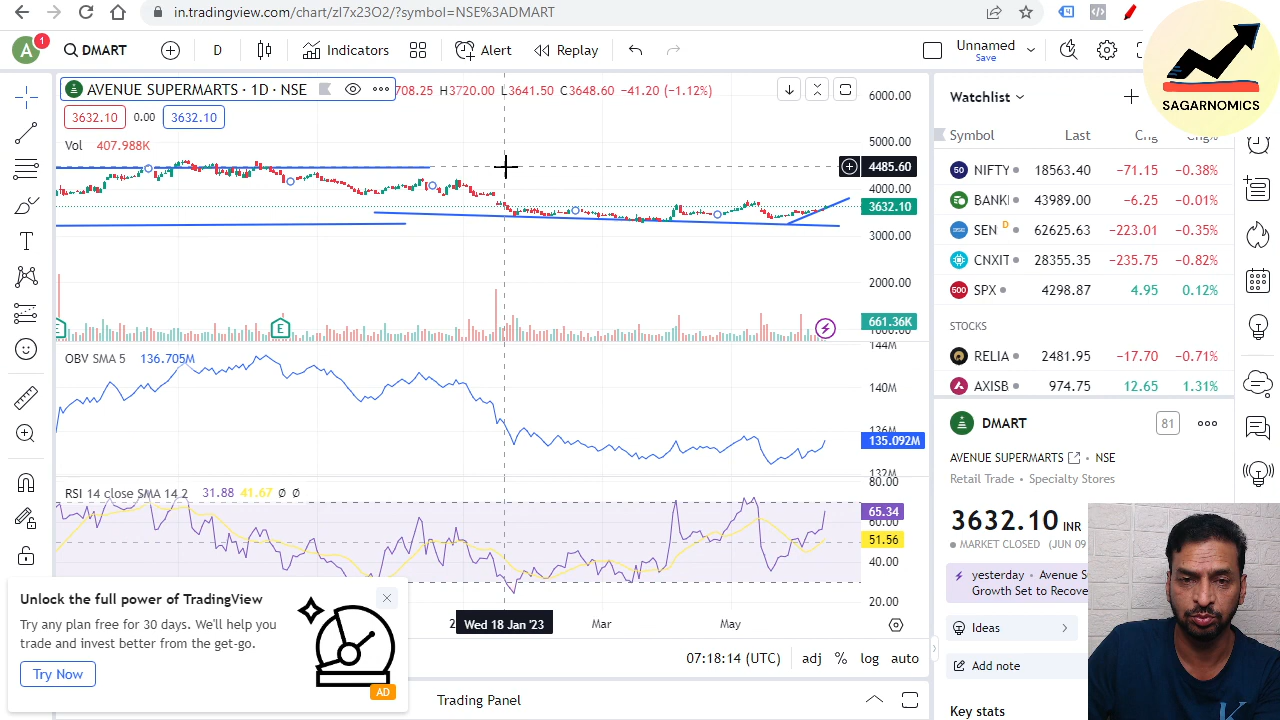 in.tradingview.com/chart/zl7x23O2/?symbol=NSE%3ADMART
A 1 DMART D Indicators Alert Replay Unnamed
Save
SAGARNOMICS
AVENUE SUPERMARTS · 1D · NSE 708.25 H3720.00 L3641.50 C3648.60 −41.20 (−1.12%)
3632.10 0.00 3632.10
Vol 407.988K
6000.00
5000.00
4485.60
4000.00
3632.10
3000.00
2000.00
661.36K
E E
OBV SMA 5 136.705M
144M
140M
136M
135.092M
RSI 14 close SMA 14 2 31.88 41.67 Ø Ø
80.00
65.34
60.00
51.56
40.00
20.00
Wed 18 Jan '23 Mar May
07:18:14 (UTC) adj % log auto
Trading Panel
Unlock the full power of TradingView
Try any plan free for 30 days. We'll help you
trade and invest better from the get-go.
Try Now
AD
Watchlist
Symbol Last Chg Chg%
50 NIFTY 18563.40 −71.15 −0.38%
BANKI 43989.00 −6.25 −0.01%
SEN D 62625.63 −223.01 −0.35%
CNXIT 28355.35 −235.75 −0.82%
500 SPX 4298.87 4.95 0.12%
STOCKS
RELIA 2481.95 −17.70 −0.71%
AXISB 974.75 12.65 1.31%
DMART 81
AVENUE SUPERMARTS · NSE
Retail Trade · Specialty Stores
3632.10 INR
MARKET CLOSED (JUN 09
yesterday · Avenue S
Growth Set to Recove
Ideas
Add note
Key stats